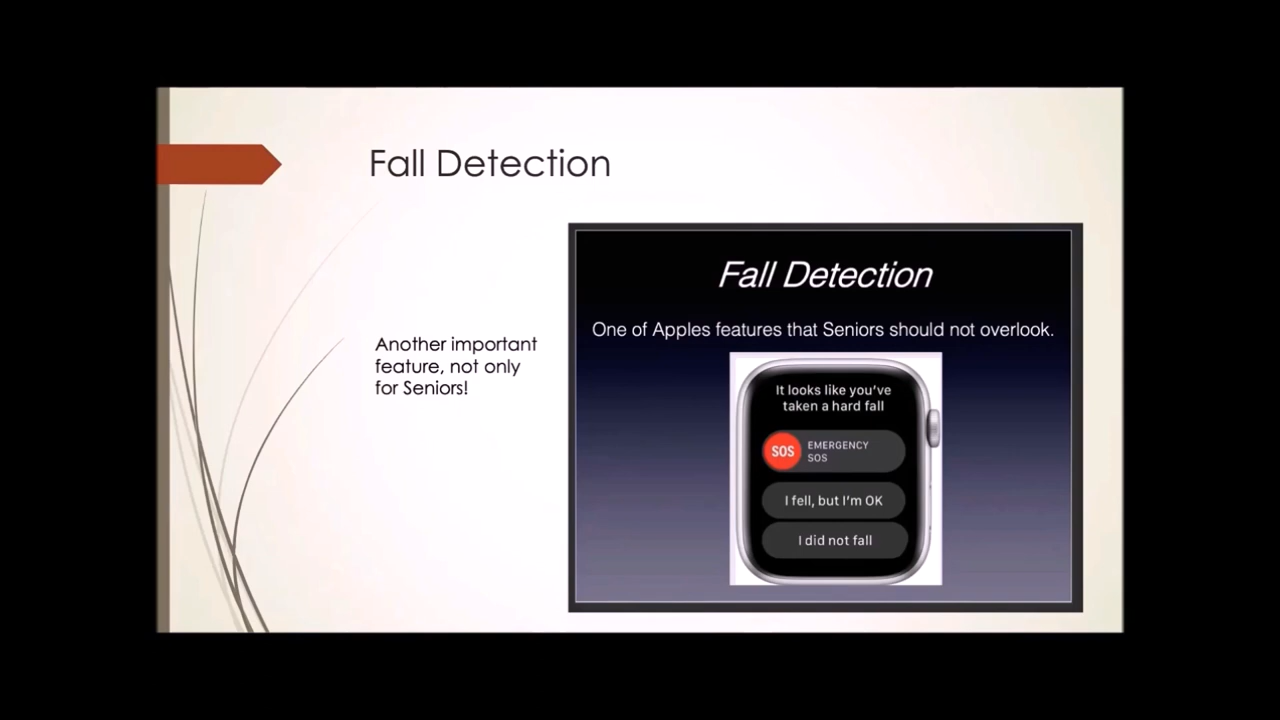 Fall Detection
Another important
feature, not only
for Seniors!
Fall Detection
One of Apples features that Seniors should not overlook.
It looks like you've
taken a hard fall
SOS
EMERGENCY
SOS
I fell, but I'm OK
I did not fall